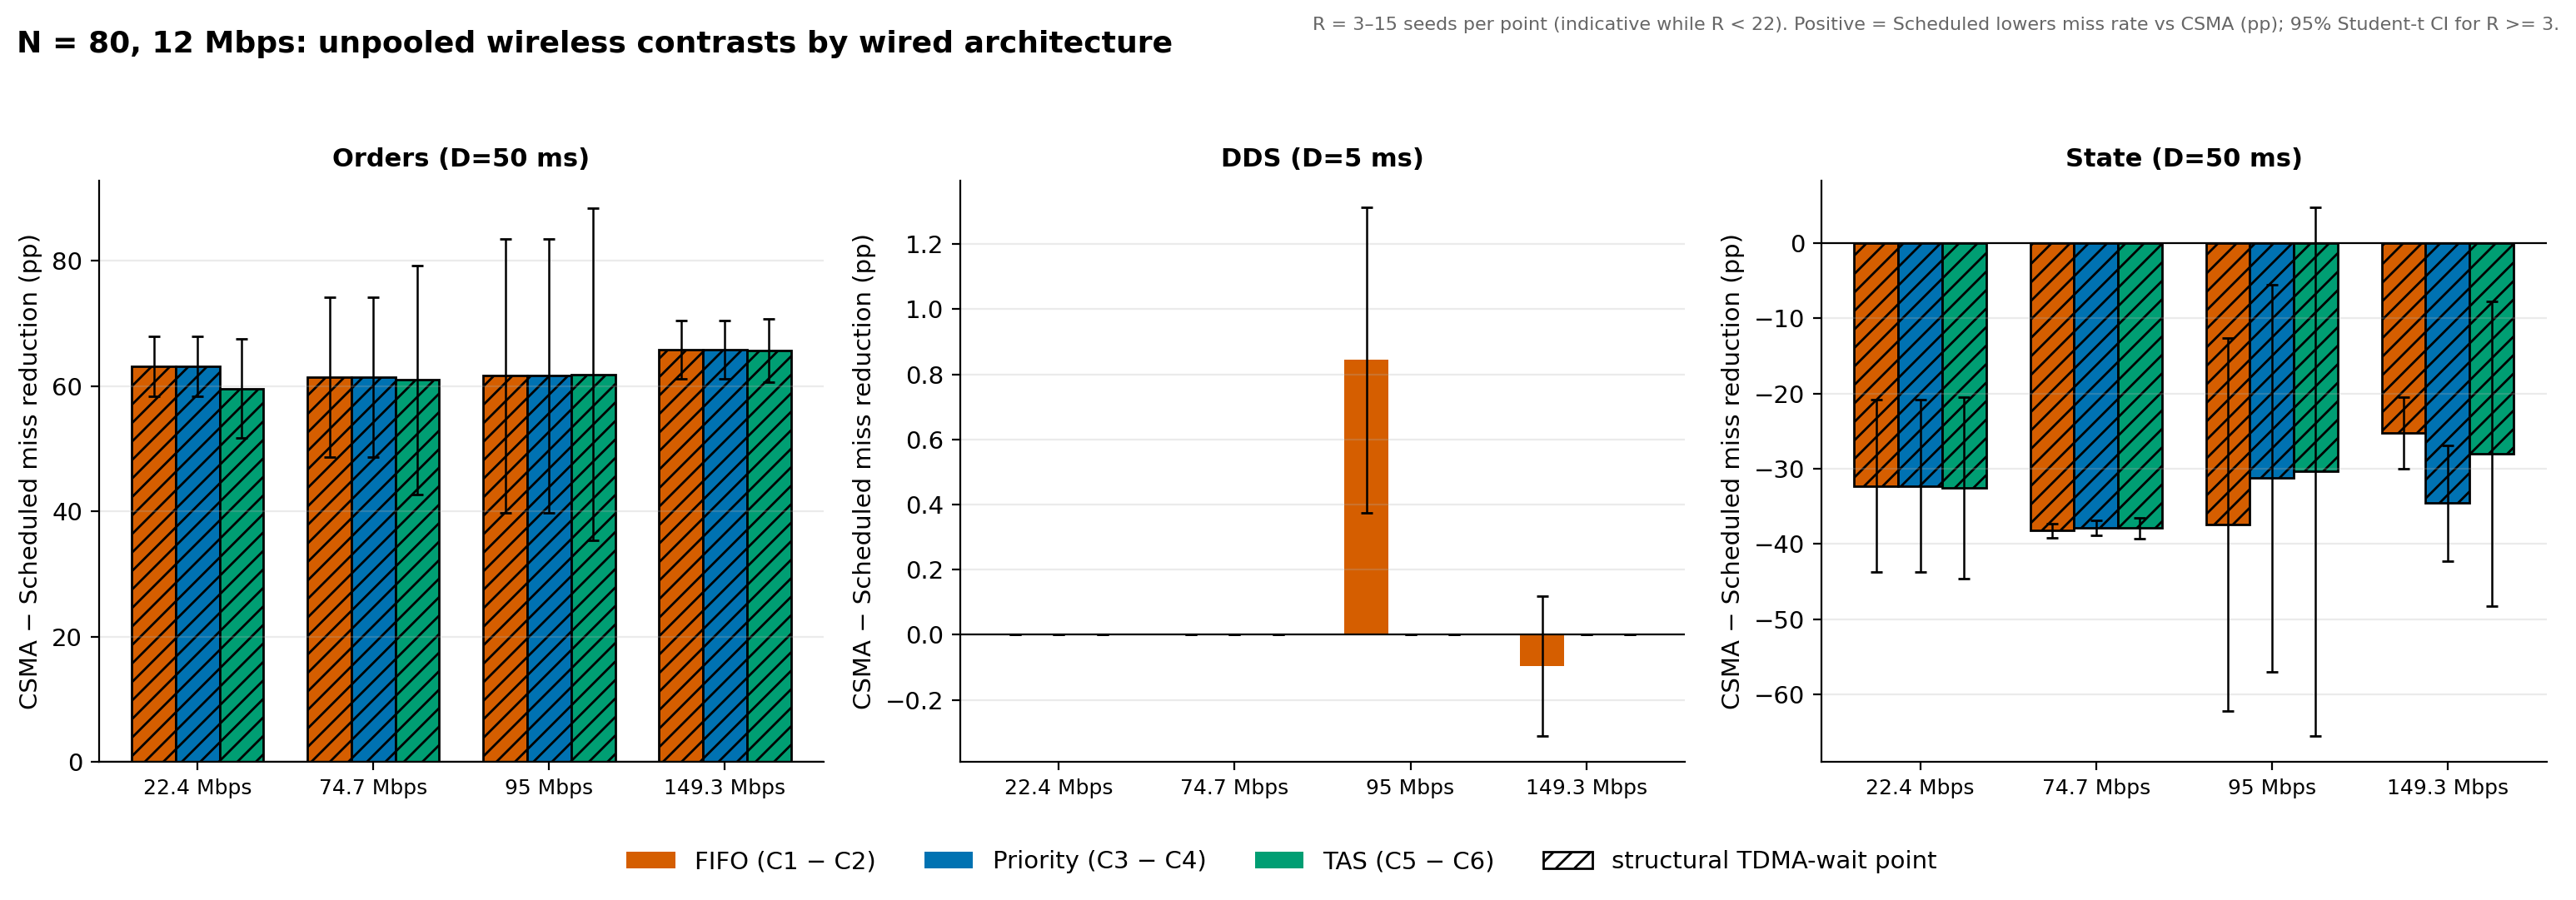 R = 3–15 seeds per point (indicative while R < 22). Positive = Scheduled lowers miss rate vs CSMA (pp); 95% Student-t CI for R >= 3.
N = 80, 12 Mbps: unpooled wireless contrasts by wired architecture
Orders (D=50 ms)
CSMA − Scheduled miss reduction (pp)
80
60
40
20
0
22.4 Mbps
74.7 Mbps
95 Mbps
149.3 Mbps
DDS (D=5 ms)
CSMA − Scheduled miss reduction (pp)
1.2
1.0
0.8
0.6
0.4
0.2
0.0
−0.2
22.4 Mbps
74.7 Mbps
95 Mbps
149.3 Mbps
State (D=50 ms)
CSMA − Scheduled miss reduction (pp)
0
−10
−20
−30
−40
−50
−60
22.4 Mbps
74.7 Mbps
95 Mbps
149.3 Mbps
FIFO (C1 − C2)
Priority (C3 − C4)
TAS (C5 − C6)
structural TDMA-wait point